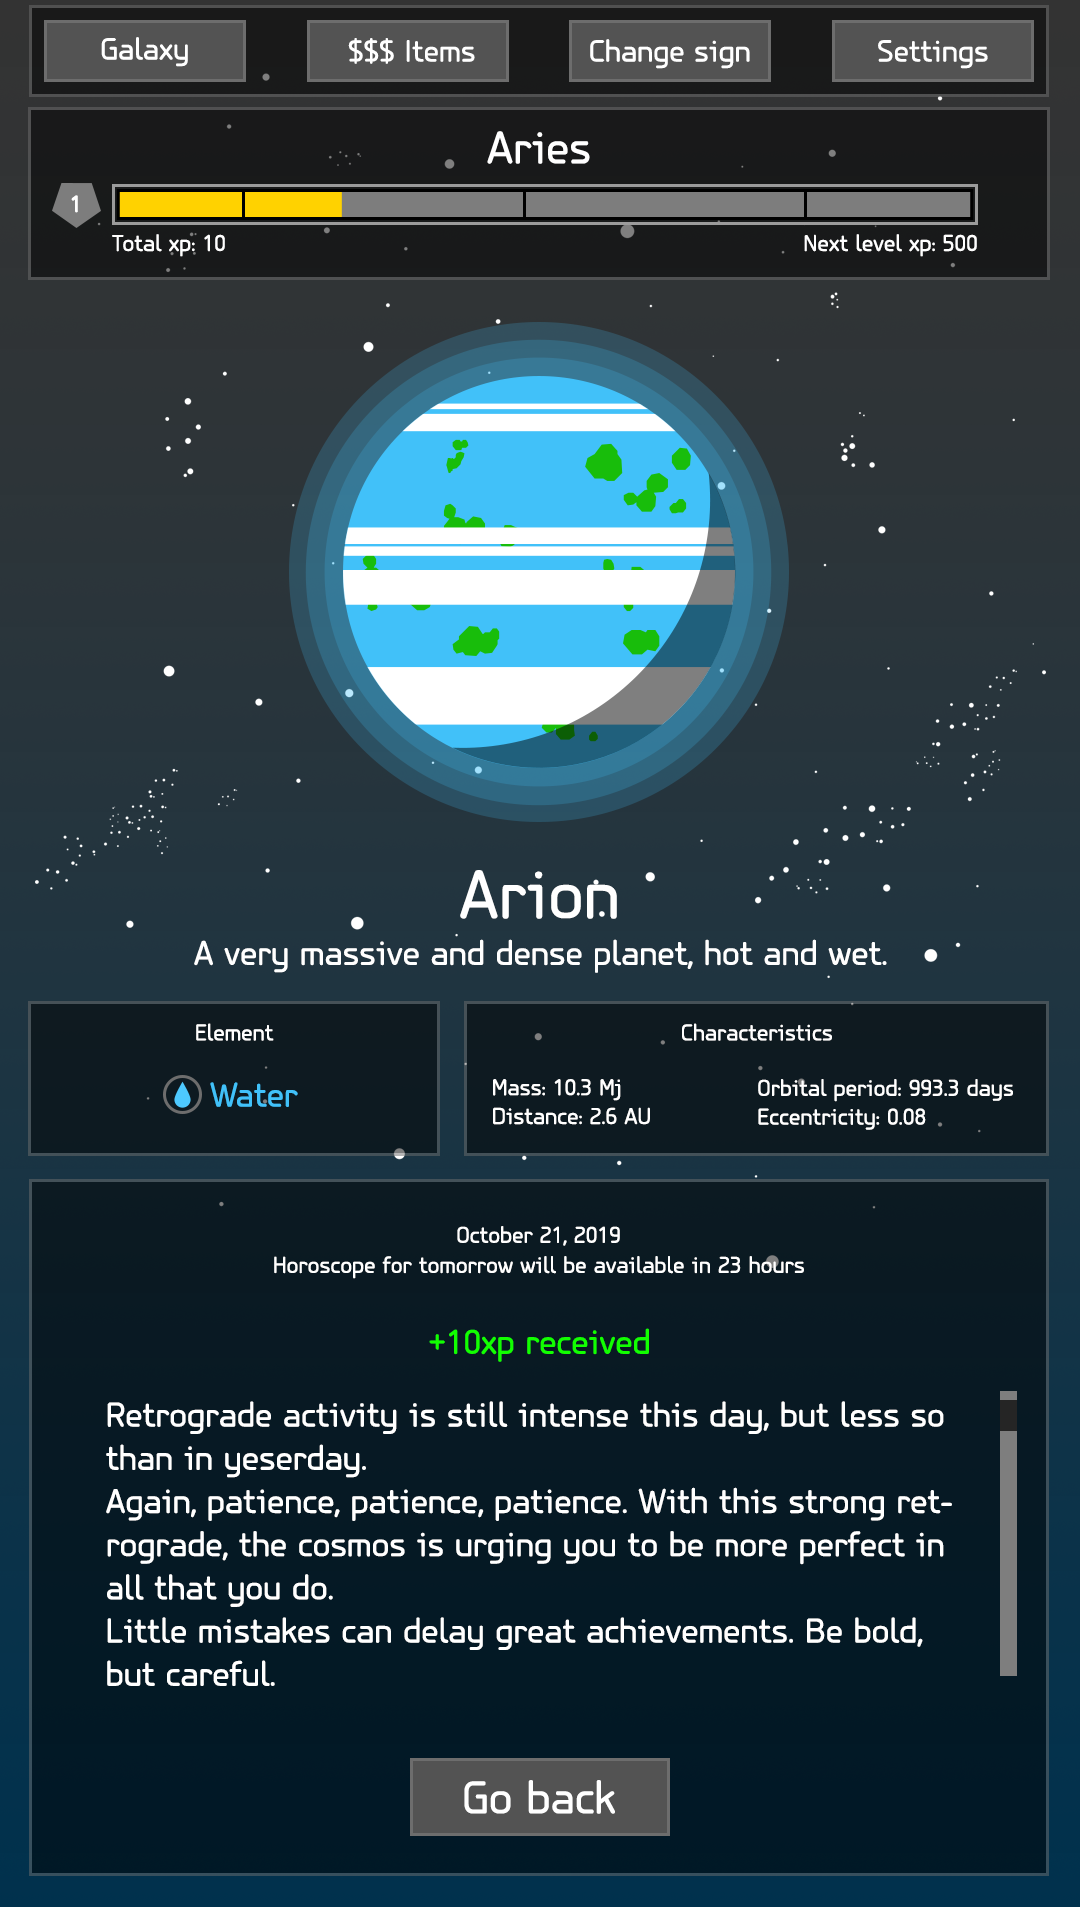 Galaxy
$$$ Items
Change sign
Settings
Aries
1
Total xp: 10
Next level xp: 500
Arion
A very massive and dense planet, hot and wet.
Element
Water
Characteristics
Mass: 10.3 Mj
Distance: 2.6 AU
Orbital period: 993.3 days
Eccentricity: 0.08
October 21, 2019
Horoscope for tomorrow will be available in 23 hours
+10xp received
Retrograde activity is still intense this day, but less so
than in yeserday.
Again, patience, patience, patience. With this strong ret-
rograde, the cosmos is urging you to be more perfect in
all that you do.
Little mistakes can delay great achievements. Be bold,
but careful.
Go back